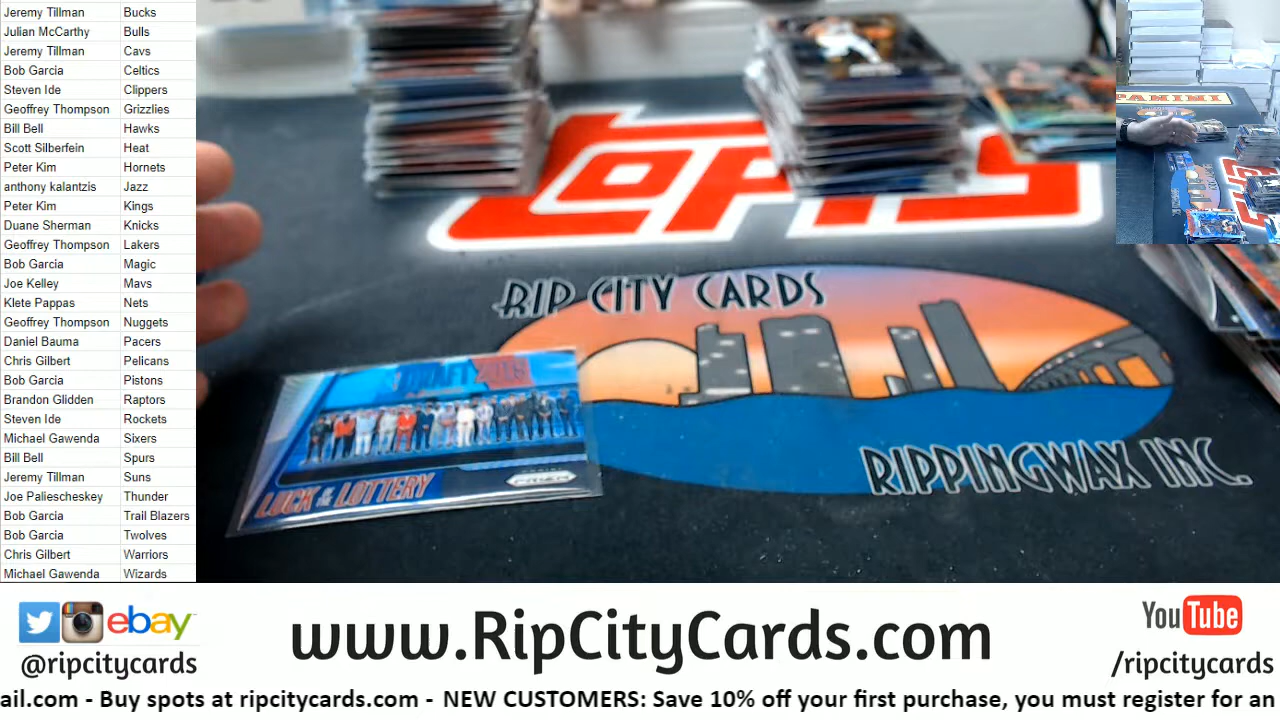 Jeremy Tillman Bucks
Julian McCarthy Bulls
Jeremy Tillman Cavs
Bob Garcia Celtics
Steven Ide Clippers
Geoffrey Thompson Grizzlies
Bill Bell Hawks
Scott Silberfein Heat
Peter Kim Hornets
anthony kalantzis Jazz
Peter Kim Kings
Duane Sherman Knicks
Geoffrey Thompson Lakers
Bob Garcia Magic
Joe Kelley Mavs
Klete Pappas Nets
Geoffrey Thompson Nuggets
Daniel Bauma Pacers
Chris Gilbert Pelicans
Bob Garcia Pistons
Brandon Glidden Raptors
Steven Ide Rockets
Michael Gawenda Sixers
Bill Bell Spurs
Jeremy Tillman Suns
Joe Paliescheskey Thunder
Bob Garcia Trail Blazers
Bob Garcia Twolves
Chris Gilbert Warriors
Michael Gawenda Wizards
PANINI
TOPPS
RIP CITY CARDS
DRAFT 2018
LUCK of the LOTTERY
PRIZM
RIPPINGWAX INC.
ebay
@ripcitycards
www.RipCityCards.com
YouTube
/ripcitycards
ail.com - Buy spots at ripcitycards.com - NEW CUSTOMERS: Save 10% off your first purchase, you must register for an